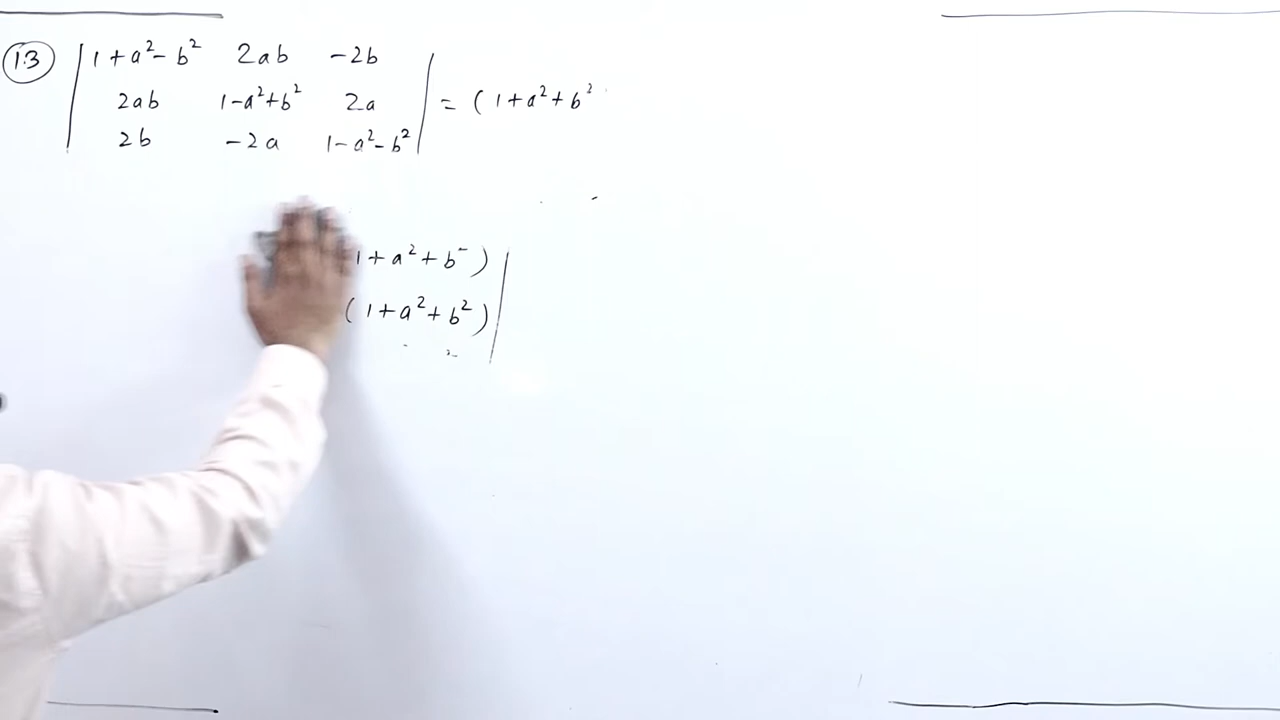 (13) | 1+a²-b² 2ab -2b |
| 2ab 1-a²+b² 2a | = (1+a²+b²
| 2b -2a 1-a²-b² |
1+a²+b )
(1+a²+b²) |